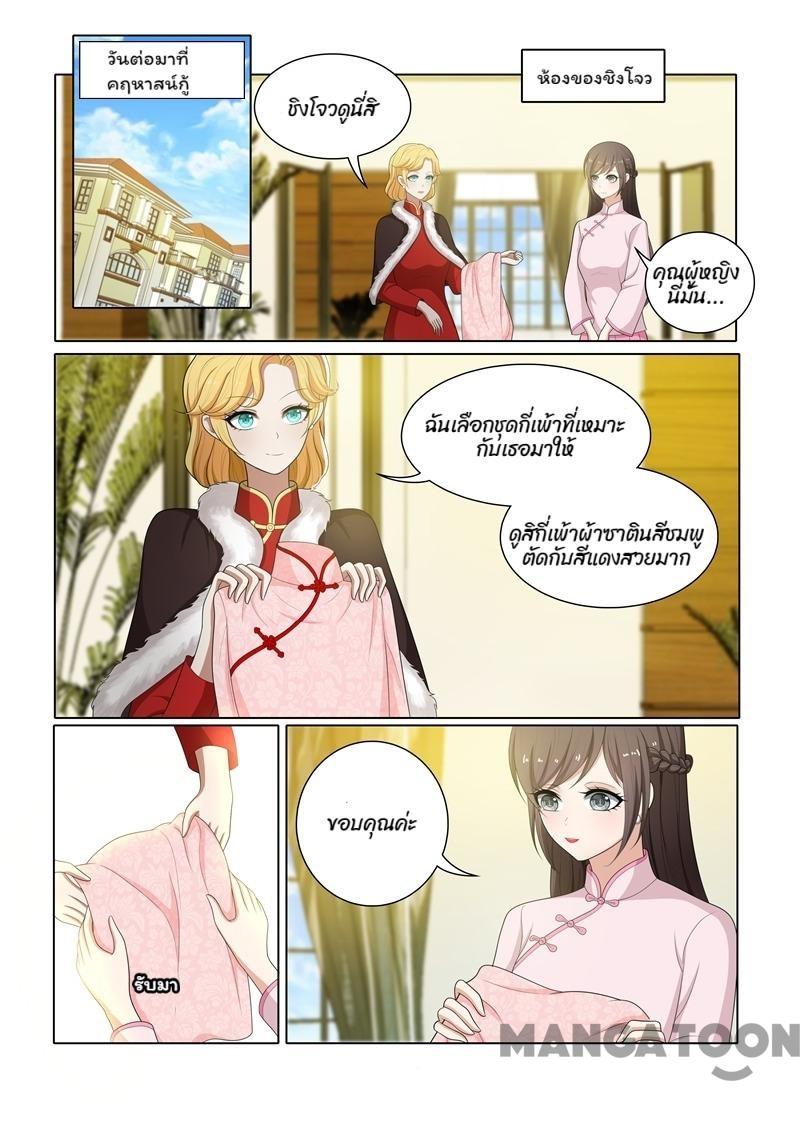 วันต่อมาที่
คฤหาสน์กู้
ชิงโจวดูนี่สิ
ห้องของชิงโจว
คุณผู้หญิง
นี่มัน...
ฉันเลือกชุดกี่เพ้าที่เหมาะ
กับเธอมาให้
ดูสิกี่เพ้าผ้าซาตินสีชมพู
ตัดกับสีแดงสวยมาก
รับมา
ขอบคุณค่ะ
MANGATOON